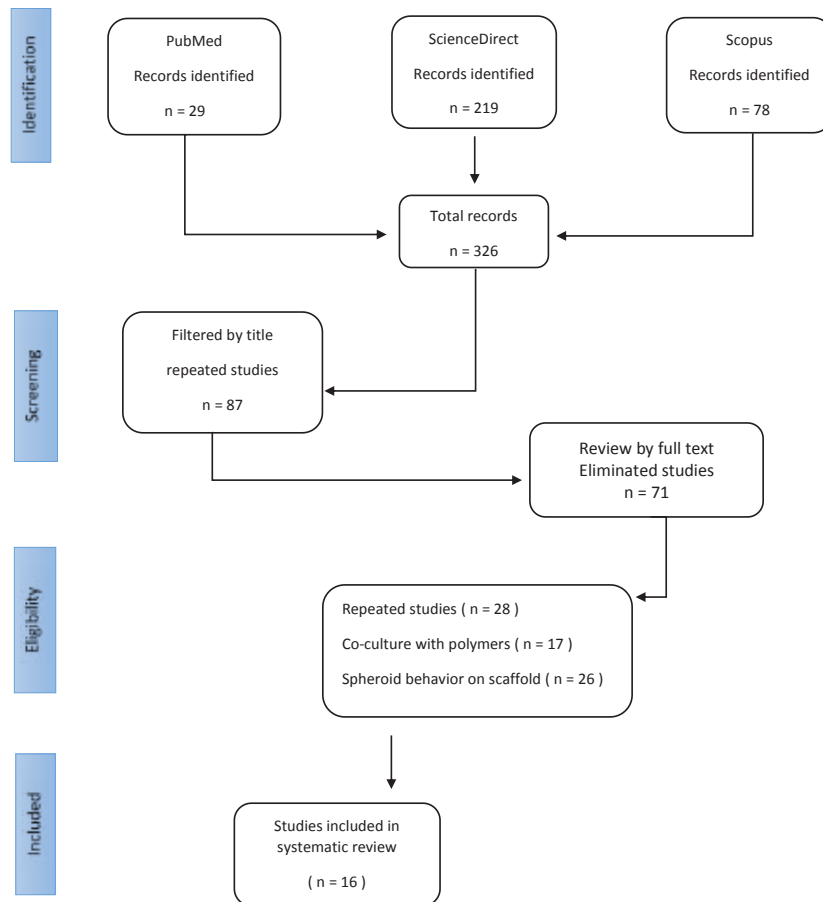 Identification
PubMed
Records identified
n = 29
ScienceDirect
Records identified
n = 219
Scopus
Records identified
n = 78
Total records
n = 326
Screening
Filtered by title
repeated studies
n = 87
Review by full text
Eliminated studies
n = 71
Eligibility
Repeated studies ( n = 28 )
Co-culture with polymers ( n = 17 )
Spheroid behavior on scaffold ( n = 26 )
Included
Studies included in
systematic review
( n = 16 )